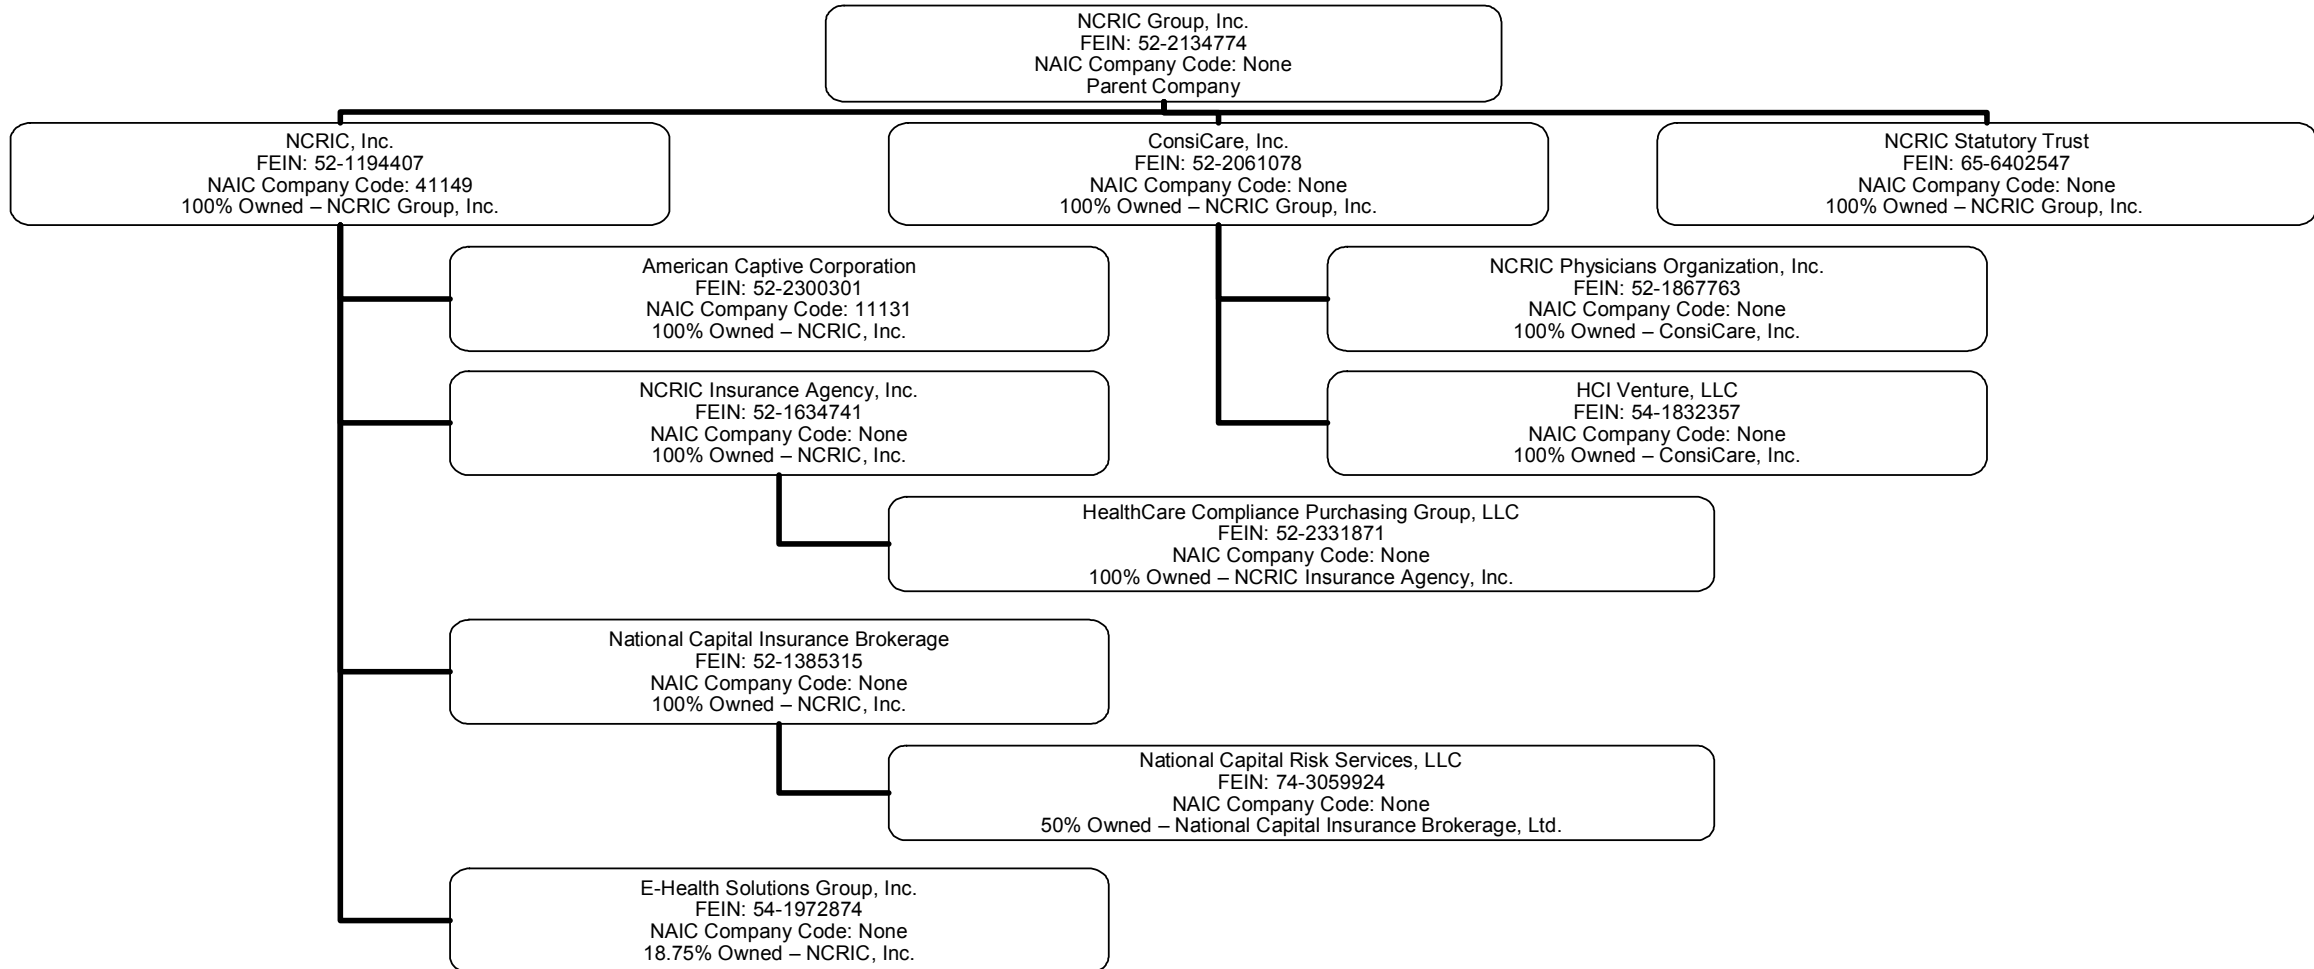 NCRIC Group, Inc.
FEIN: 52-2134774
NAIC Company Code: None
Parent Company
NCRIC, Inc.
FEIN: 52-1194407
NAIC Company Code: 41149
100% Owned – NCRIC Group, Inc.
ConsiCare, Inc.
FEIN: 52-2061078
NAIC Company Code: None
100% Owned – NCRIC Group, Inc.
NCRIC Statutory Trust
FEIN: 65-6402547
NAIC Company Code: None
100% Owned – NCRIC Group, Inc.
American Captive Corporation
FEIN: 52-2300301
NAIC Company Code: 11131
100% Owned – NCRIC, Inc.
NCRIC Physicians Organization, Inc.
FEIN: 52-1867763
NAIC Company Code: None
100% Owned – ConsiCare, Inc.
NCRIC Insurance Agency, Inc.
FEIN: 52-1634741
NAIC Company Code: None
100% Owned – NCRIC, Inc.
HCI Venture, LLC
FEIN: 54-1832357
NAIC Company Code: None
100% Owned – ConsiCare, Inc.
HealthCare Compliance Purchasing Group, LLC
FEIN: 52-2331871
NAIC Company Code: None
100% Owned – NCRIC Insurance Agency, Inc.
National Capital Insurance Brokerage
FEIN: 52-1385315
NAIC Company Code: None
100% Owned – NCRIC, Inc.
National Capital Risk Services, LLC
FEIN: 74-3059924
NAIC Company Code: None
50% Owned – National Capital Insurance Brokerage, Ltd.
E-Health Solutions Group, Inc.
FEIN: 54-1972874
NAIC Company Code: None
18.75% Owned – NCRIC, Inc.